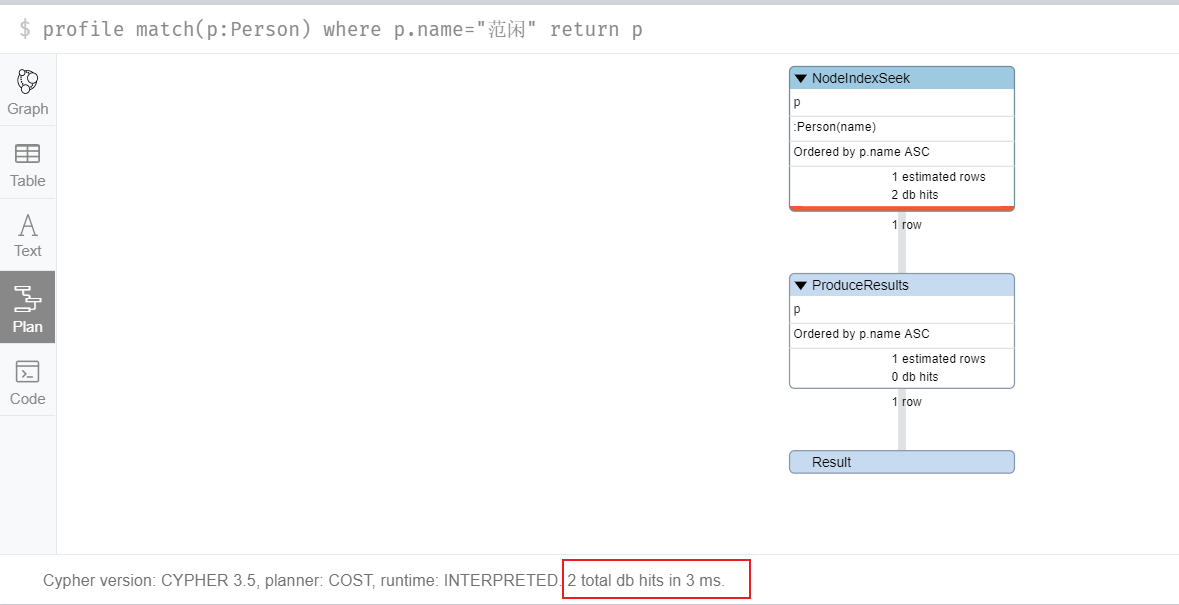 $ profile match(p:Person) where p.name="范闲" return p
Graph
Table
Text
Plan
Code
NodeIndexSeek
p
:Person(name)
Ordered by p.name ASC
1 estimated rows
2 db hits
1 row
ProduceResults
p
Ordered by p.name ASC
1 estimated rows
0 db hits
1 row
Result
Cypher version: CYPHER 3.5, planner: COST, runtime: INTERPRETED. 2 total db hits in 3 ms.